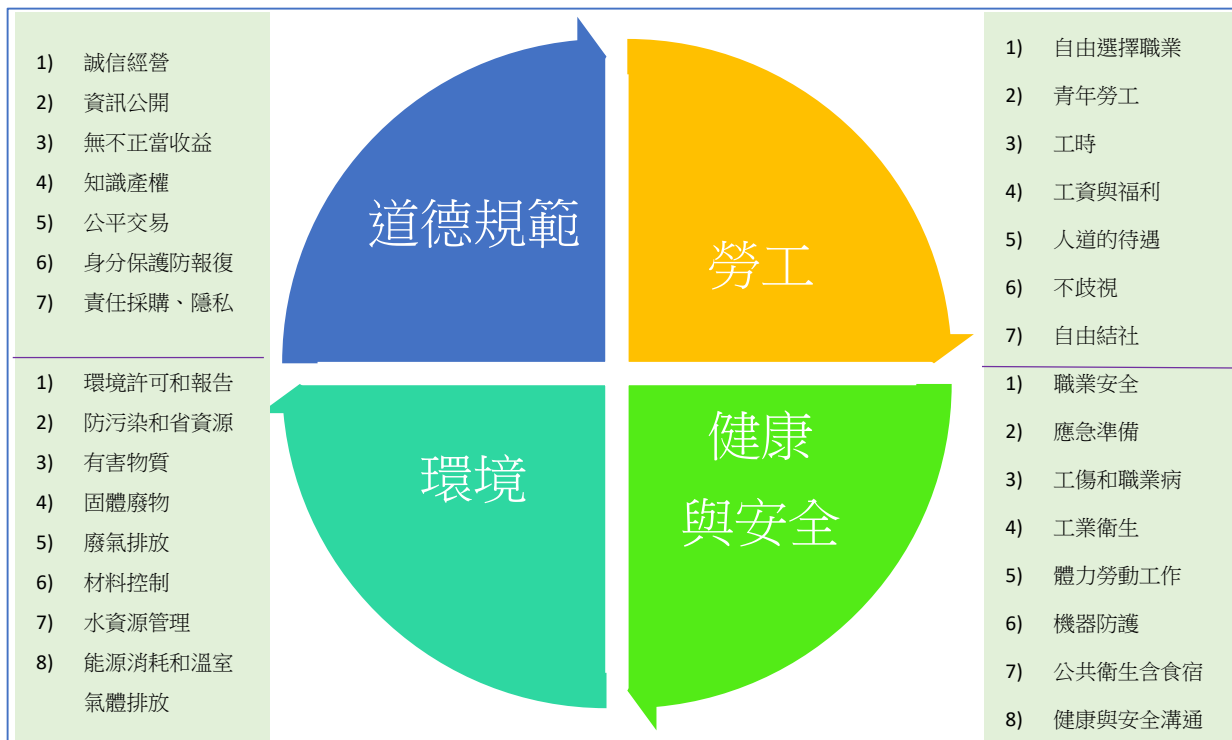 1) 誠信經營
2) 資訊公開
3) 無不正當收益
4) 知識產權
5) 公平交易
6) 身分保護防報復
7) 責任採購、隱私
道德規範
勞工
1) 自由選擇職業
2) 青年勞工
3) 工時
4) 工資與福利
5) 人道的待遇
6) 不歧視
7) 自由結社
1) 環境許可和報告
2) 防污染和省資源
3) 有害物質
4) 固體廢物
5) 廢氣排放
6) 材料控制
7) 水資源管理
8) 能源消耗和溫室
氣體排放
環境
健康
與安全
1) 職業安全
2) 應急準備
3) 工傷和職業病
4) 工業衛生
5) 體力勞動工作
6) 機器防護
7) 公共衛生含食宿
8) 健康與安全溝通